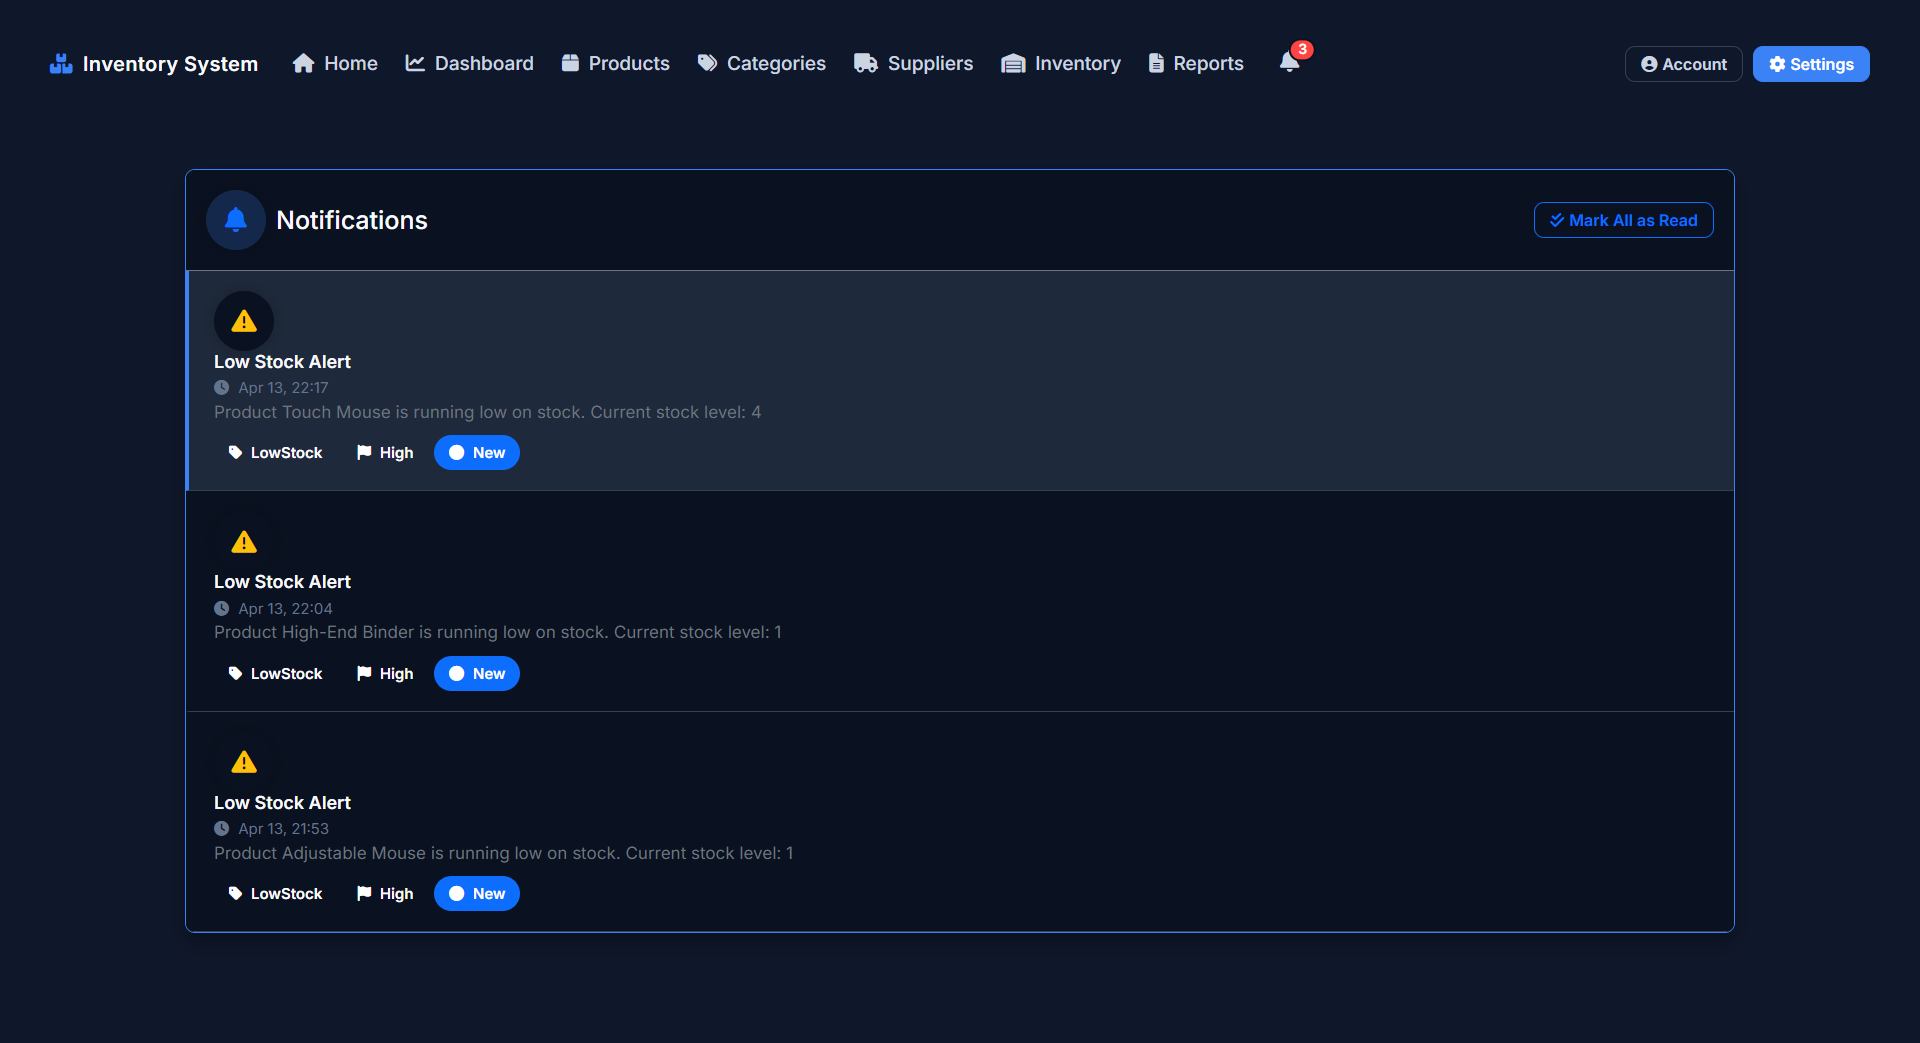 Inventory System Home Dashboard Products Categories Suppliers Inventory Reports 3 Account Settings
Notifications Mark All as Read
Low Stock Alert
Apr 13, 22:17
Product Touch Mouse is running low on stock. Current stock level: 4
LowStock High New
Low Stock Alert
Apr 13, 22:04
Product High-End Binder is running low on stock. Current stock level: 1
LowStock High New
Low Stock Alert
Apr 13, 21:53
Product Adjustable Mouse is running low on stock. Current stock level: 1
LowStock High New